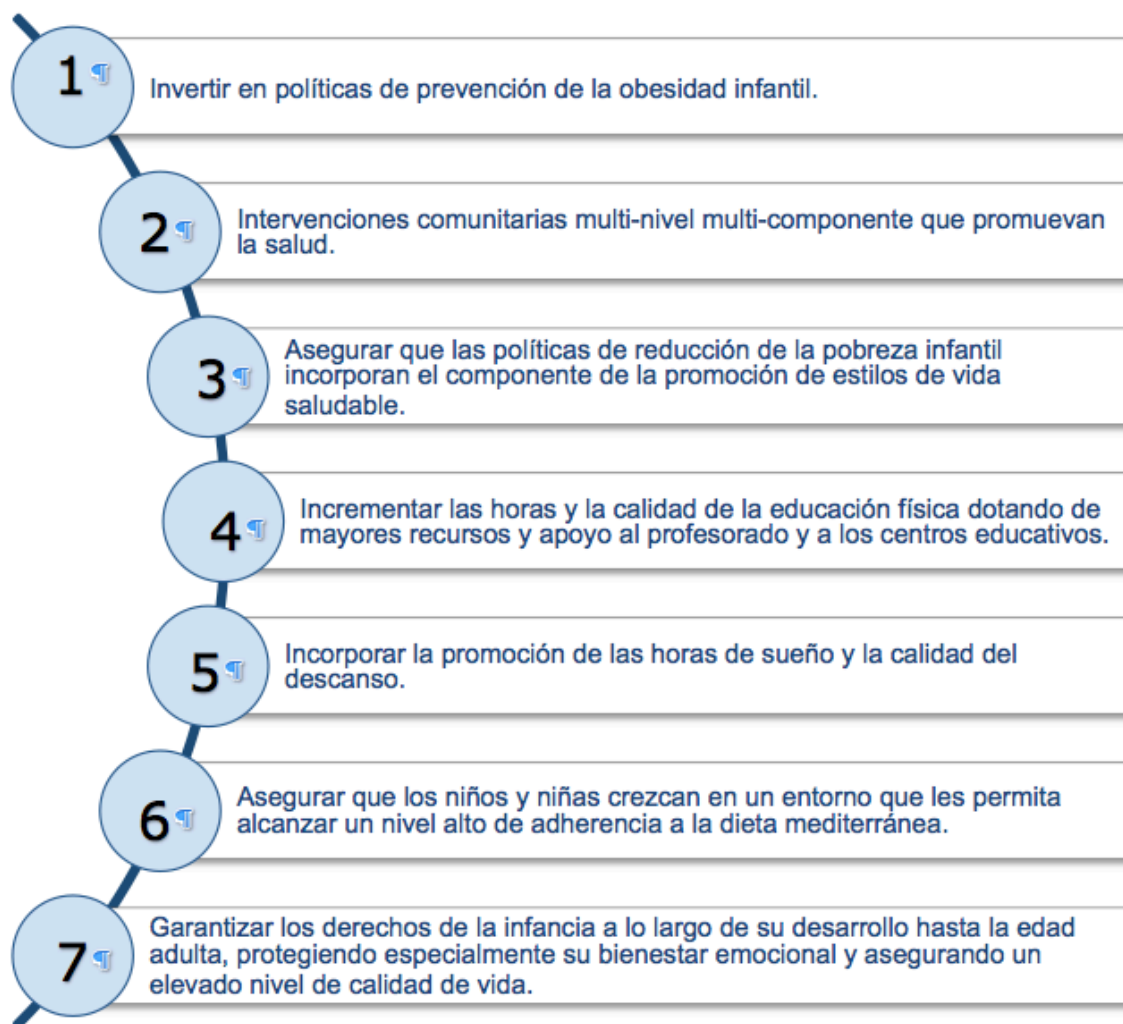 1¶
Invertir en políticas de prevención de la obesidad infantil.
2¶
Intervenciones comunitarias multi-nivel multi-componente que promuevan
la salud.
3¶
Asegurar que las políticas de reducción de la pobreza infantil
incorporan el componente de la promoción de estilos de vida
saludable.
4¶
Incrementar las horas y la calidad de la educación física dotando de
mayores recursos y apoyo al profesorado y a los centros educativos.
5¶
Incorporar la promoción de las horas de sueño y la calidad del
descanso.
6¶
Asegurar que los niños y niñas crezcan en un entorno que les permita
alcanzar un nivel alto de adherencia a la dieta mediterránea.
7¶
Garantizar los derechos de la infancia a lo largo de su desarrollo hasta la edad
adulta, protegiendo especialmente su bienestar emocional y asegurando un
elevado nivel de calidad de vida.